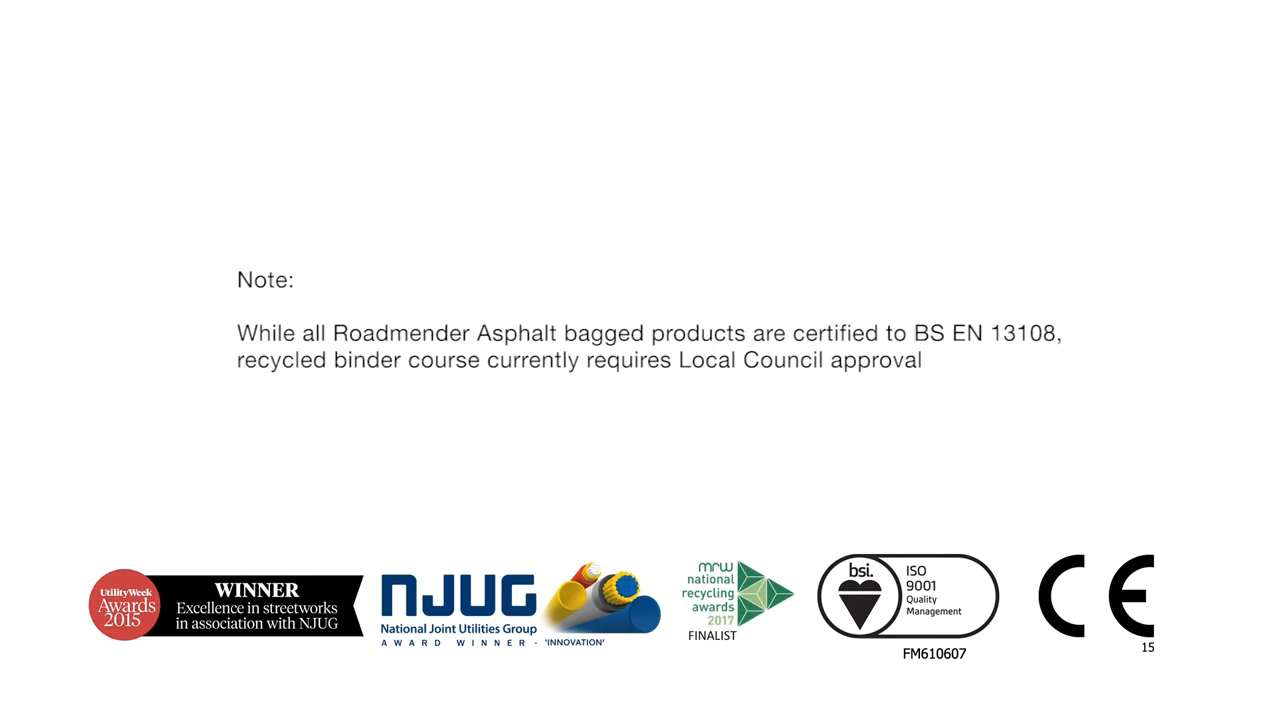 Note:
While all Roadmender Asphalt bagged products are certified to BS EN 13108,
recycled binder course currently requires Local Council approval
UtilityWeek
Awards
2015
WINNER
Excellence in streetworks
in association with NJUG
NJUG
National Joint Utilities Group
AWARD WINNER - 'INNOVATION'
mrw
national
recycling
awards
2017
FINALIST
bsi.
ISO
9001
Quality
Management
FM610607
CE
15